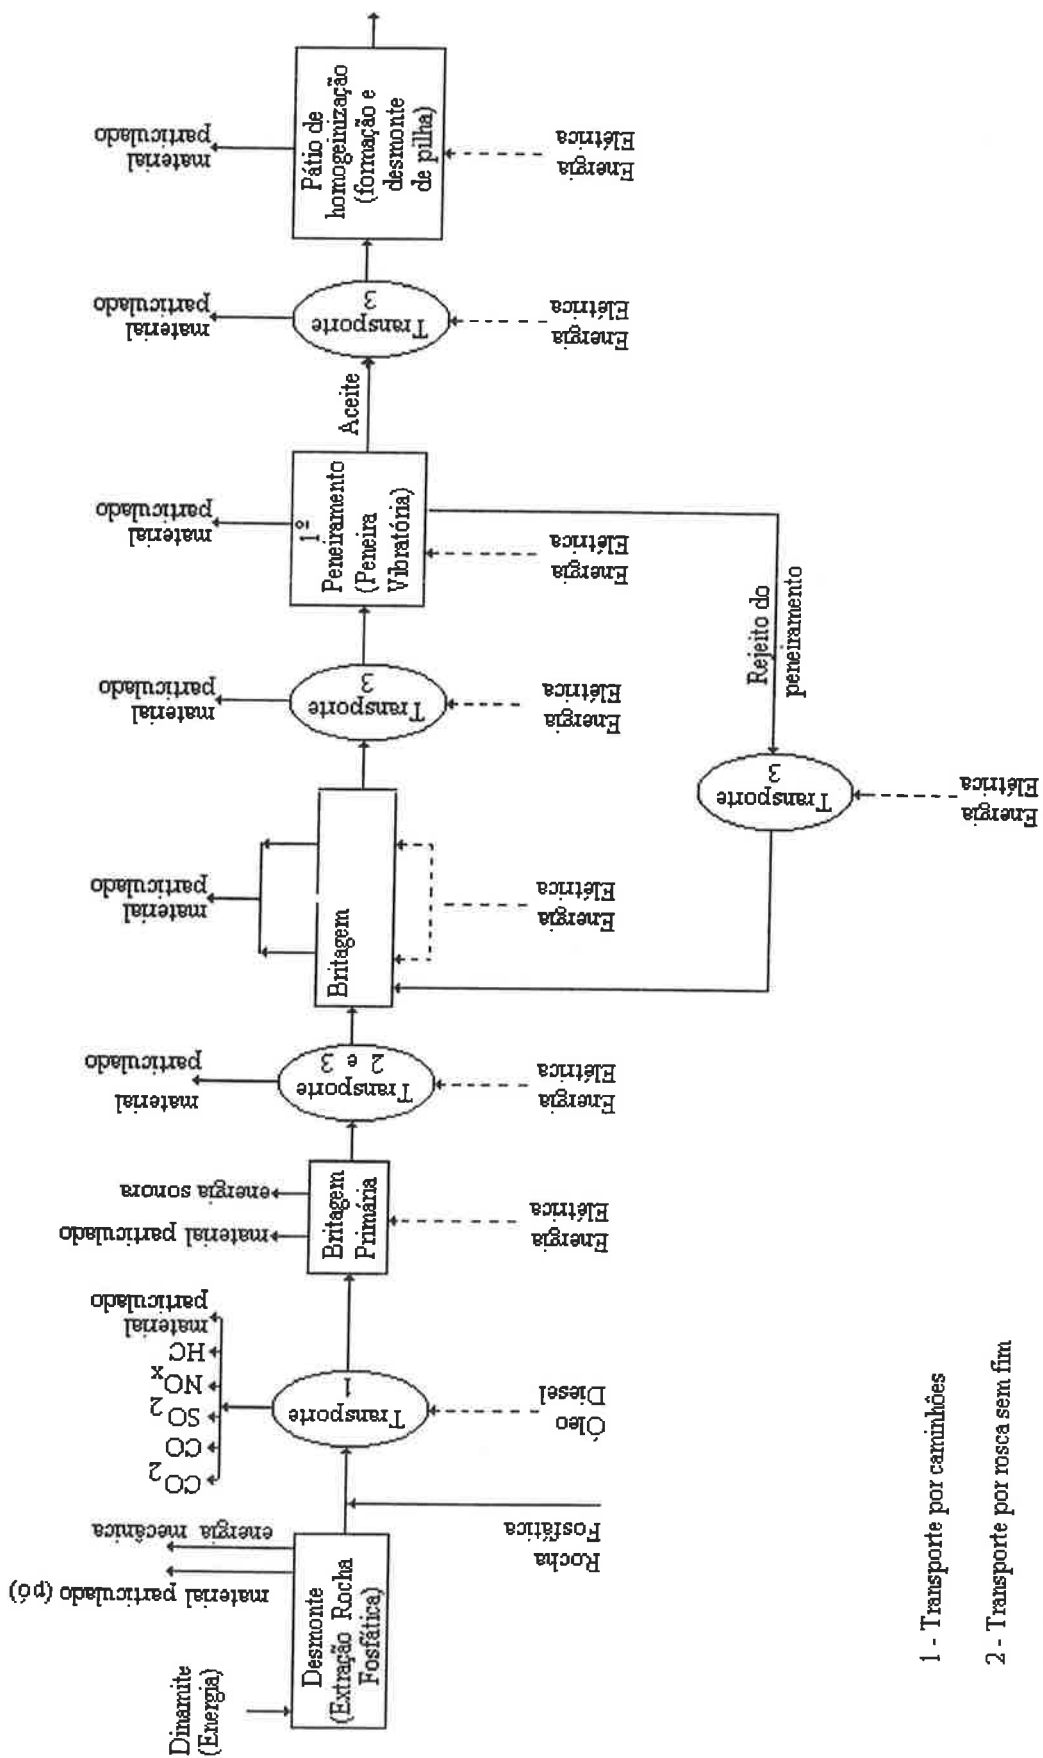 Dinamite
(Energia)
Desmonte
(Extração Rocha
Fosfática)
material particulado (pó)
energia mecânica
Rocha
Fosfática
Transporte
1
Óleo
Diesel
CO2
CO
SO2
NOx
HC
material
particulado
Britagem
Primária
material particulado
energia sonora
Energia
Elétrica
Transporte
2 e 3
material
particulado
Energia
Elétrica
Britagem
material
particulado
Energia
Elétrica
Transporte
3
material
particulado
Energia
Elétrica
1º
Peneiramento
(Peneira
Vibratória)
material
particulado
Energia
Elétrica
Rejeito do
peneiramento
Transporte
3
Energia
Elétrica
Aceite
Transporte
3
material
particulado
Energia
Elétrica
Pátio de
homogeinização
(formação e
desmonte
de pilha)
material
particulado
Energia
Elétrica
1 - Transporte por caminhões
2 - Transporte por rosca sem fim